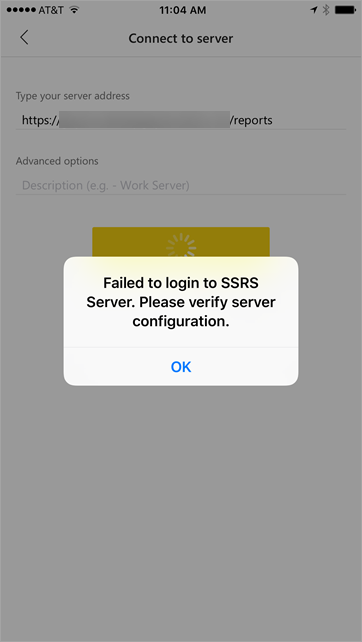 AT&T 11:04 AM
Connect to server
Type your server address
https:// /reports
Advanced options
Description (e.g. - Work Server)
Failed to login to SSRS
Server. Please verify server
configuration.
OK